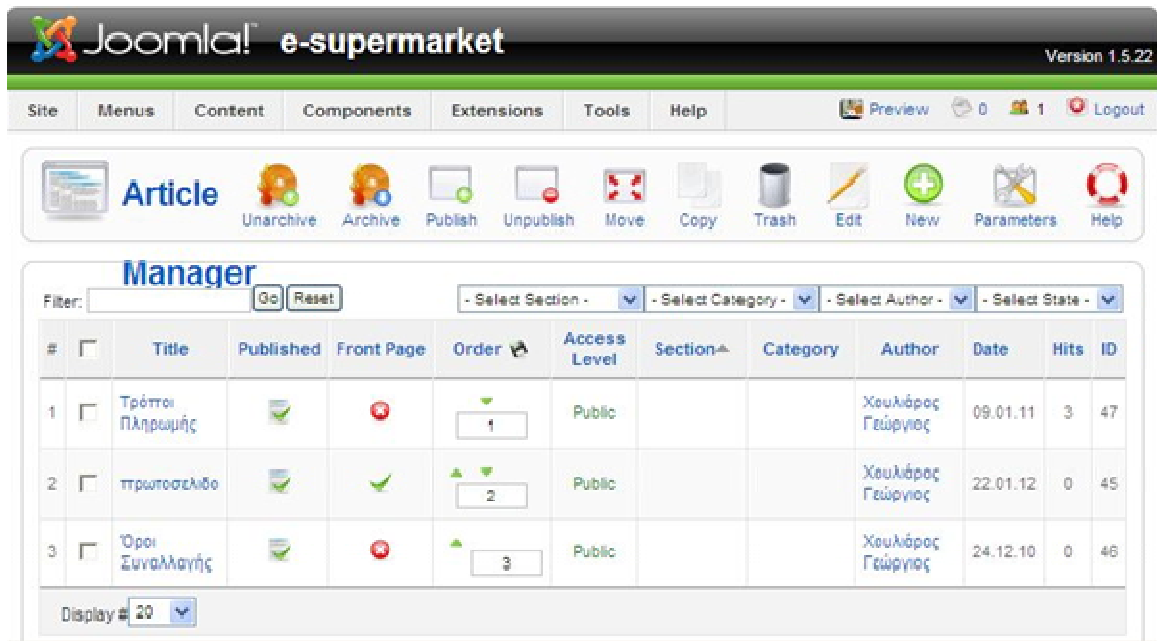 Joomla! e-supermarket
Version 1.5.22
Site Menus Content Components Extensions Tools Help Preview 0 1 Logout
Article Manager
Unarchive Archive Publish Unpublish Move Copy Trash Edit New Parameters Help
Filter: Go Reset - Select Section - - Select Category - - Select Author - - Select State -
# Title Published Front Page Order Access Level Section Category Author Date Hits ID
1 Τρόποι Πληρωμής 1 Public Χουλιάρας Γεώργιος 09.01.11 3 47
2 πρωτοσελιδο 2 Public Χουλιάρας Γεώργιος 22.01.12 0 45
3 Όροι Συναλλαγής 3 Public Χουλιάρας Γεώργιος 24.12.10 0 46
Display # 20